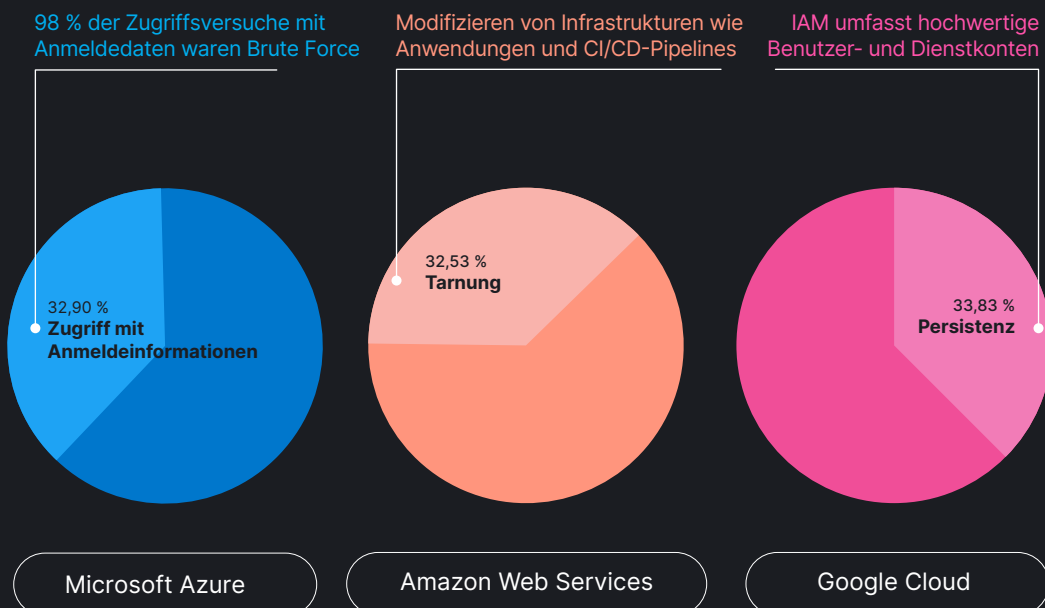 98 % der Zugriffsversuche mit
Anmeldedaten waren Brute Force
Modifizieren von Infrastrukturen wie
Anwendungen und CI/CD-Pipelines
IAM umfasst hochwertige
Benutzer- und Dienstkonten
32,90 %
Zugriff mit
Anmeldeinformationen
32,53 %
Tarnung
33,83 %
Persistenz
Microsoft Azure
Amazon Web Services
Google Cloud